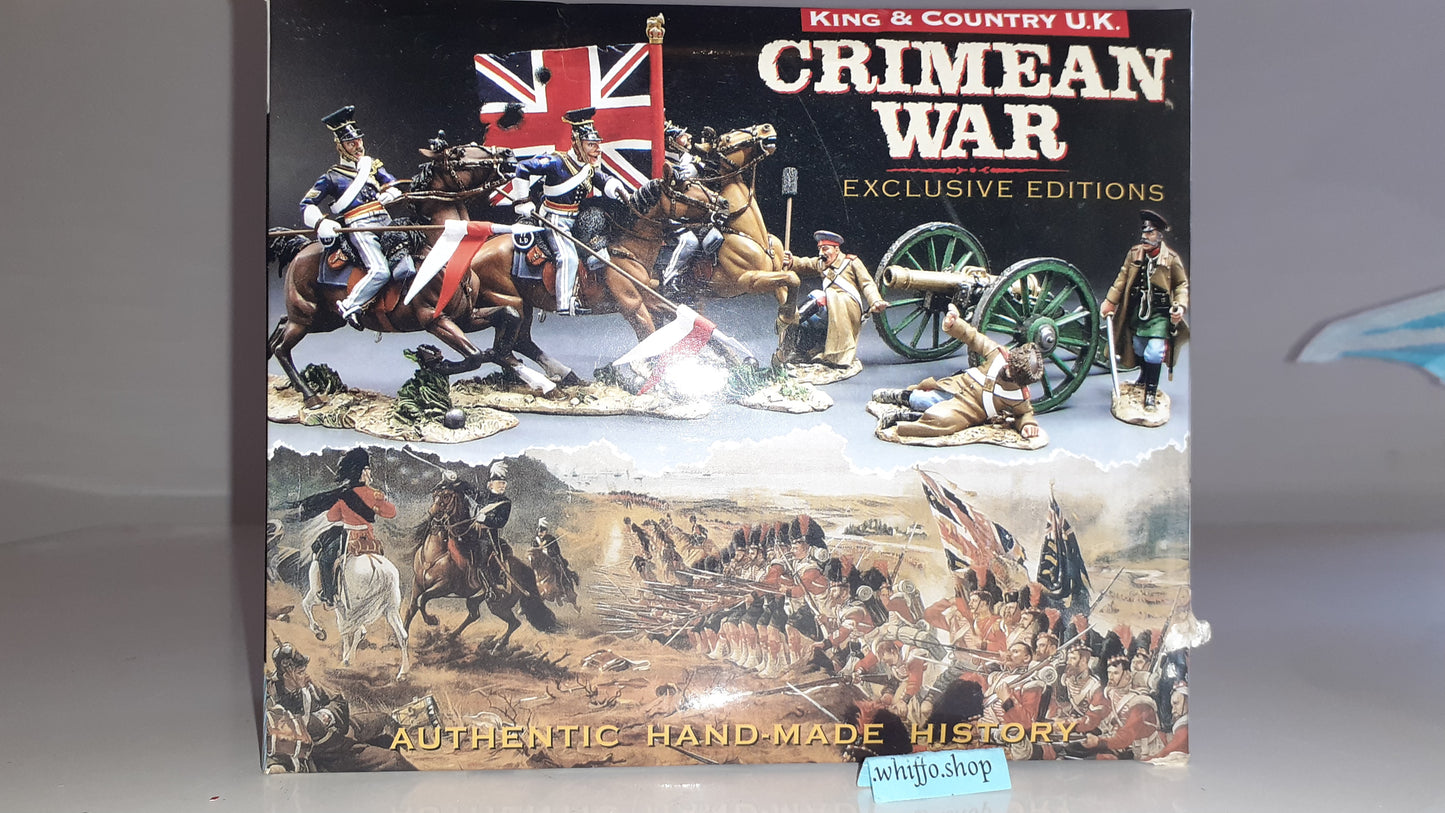 KING & COUNTRY U.K.
CRIMEAN
WAR
EXCLUSIVE EDITIONS
AUTHENTIC HAND-MADE HISTORY
.whiffo.shop